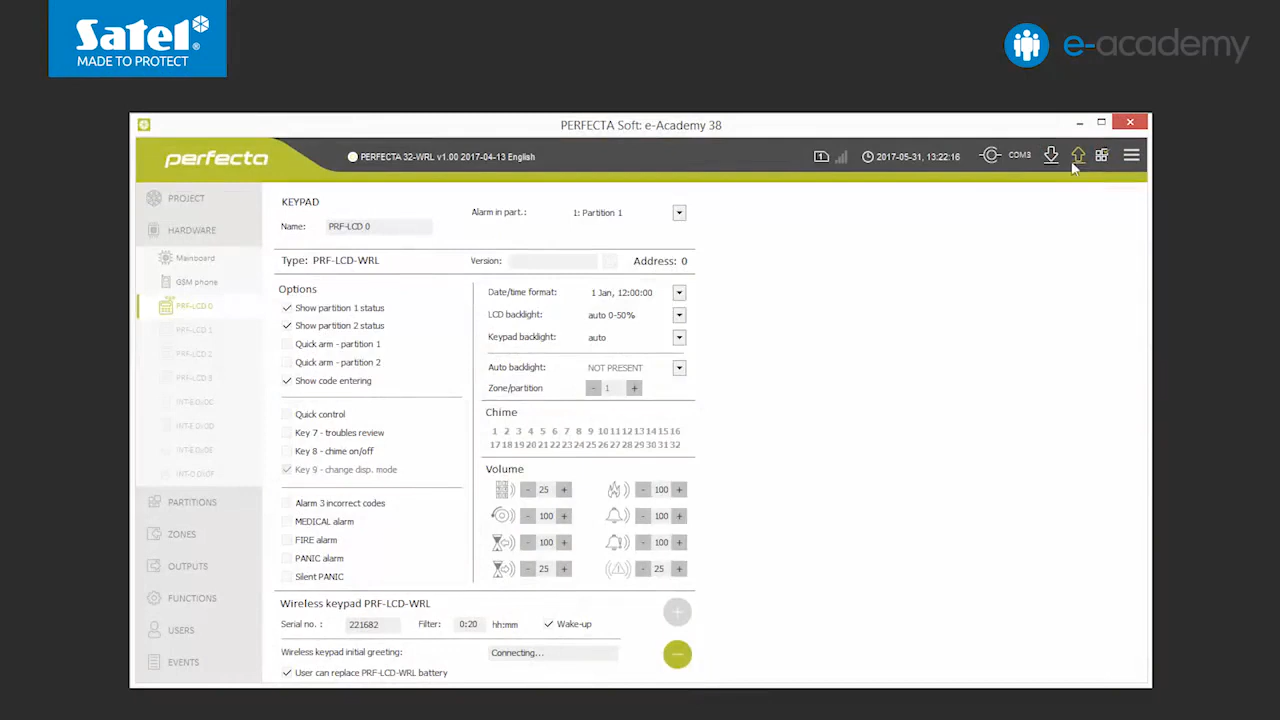 Satel®
MADE TO PROTECT
e-academy
PERFECTA Soft: e-Academy 38
perfecta
PERFECTA 32-WRL v1.00 2017-04-13 English
1
2017-05-31, 13:22:16
COM3
PROJECT
HARDWARE
Mainboard
GSM phone
PRF-LCD 0
PRF-LCD 1
PRF-LCD 2
PRF-LCD 3
PARTITIONS
ZONES
OUTPUTS
FUNCTIONS
USERS
EVENTS
KEYPAD
Name: PRF-LCD 0
Alarm in part.: 1: Partition 1
Type: PRF-LCD-WRL
Version:
Address: 0
Options
Show partition 1 status
Show partition 2 status
Quick arm - partition 1
Quick arm - partition 2
Show code entering
Quick control
Key 7 - troubles review
Key 8 - chime on/off
Key 9 - change disp. mode
Alarm 3 incorrect codes
MEDICAL alarm
FIRE alarm
PANIC alarm
Silent PANIC
Date/time format: 1 Jan, 12:00:00
LCD backlight: auto 0-50%
Keypad backlight: auto
Auto backlight: NOT PRESENT
Zone/partition - 1 +
Chime
1 2 3 4 5 6 7 8 9 10 11 12 13 14 15 16
17 18 19 20 21 22 23 24 25 26 27 28 29 30 31 32
Volume
- 25 + - 100 +
- 100 + - 100 +
- 100 + - 100 +
- 25 + - 25 +
Wireless keypad PRF-LCD-WRL
Serial no. : 221682 Filter: 0:20 hh:mm Wake-up
Wireless keypad initial greeting: Connecting...
User can replace PRF-LCD-WRL battery